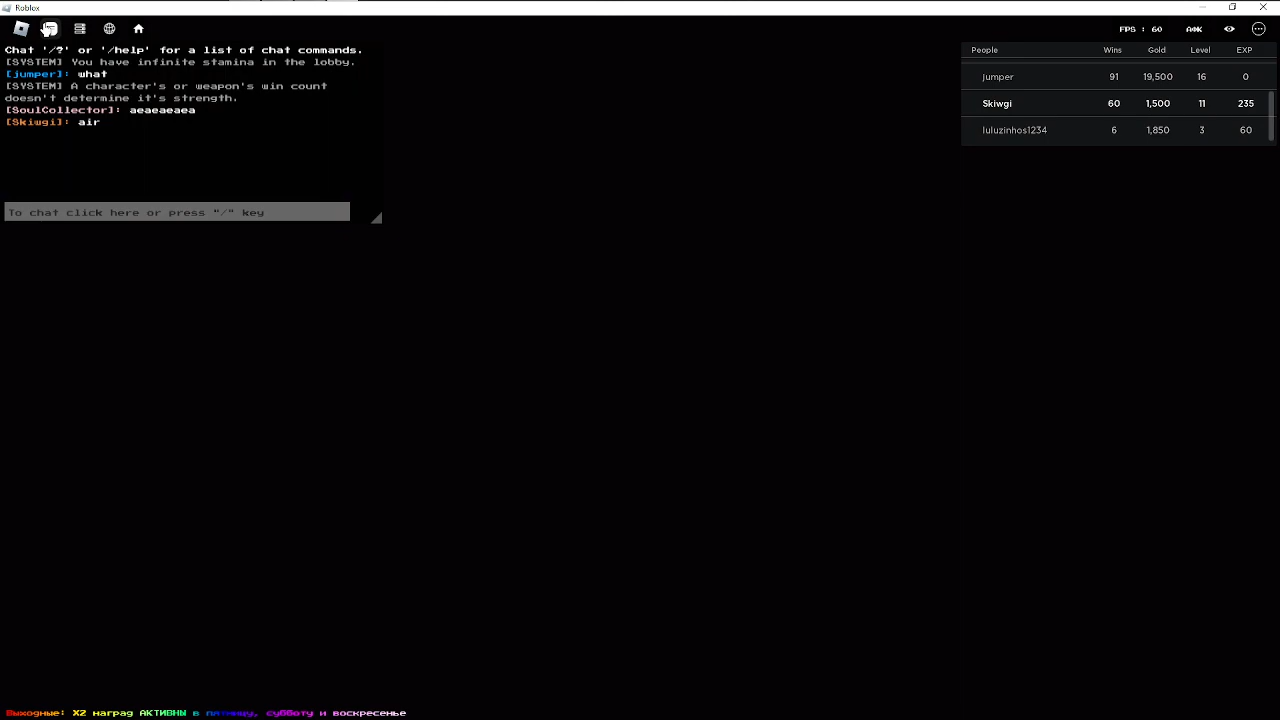 Roblox
FPS : 60 АФК
Chat '/?' or '/help' for a list of chat commands.
[SYSTEM] You have infinite stamina in the lobby.
[jumper]: what
[SYSTEM] A character's or weapon's win count
doesn't determine it's strength.
[SoulCollector]: aeaeaeaea
[Skiwgi]: air
To chat click here or press "/" key
People Wins Gold Level EXP
jumper 91 19,500 16 0
Skiwgi 60 1,500 11 235
luluzinhos1234 6 1,850 3 60
Выходные: X2 наград АКТИВНЫ в пятницу, субботу и воскресенье